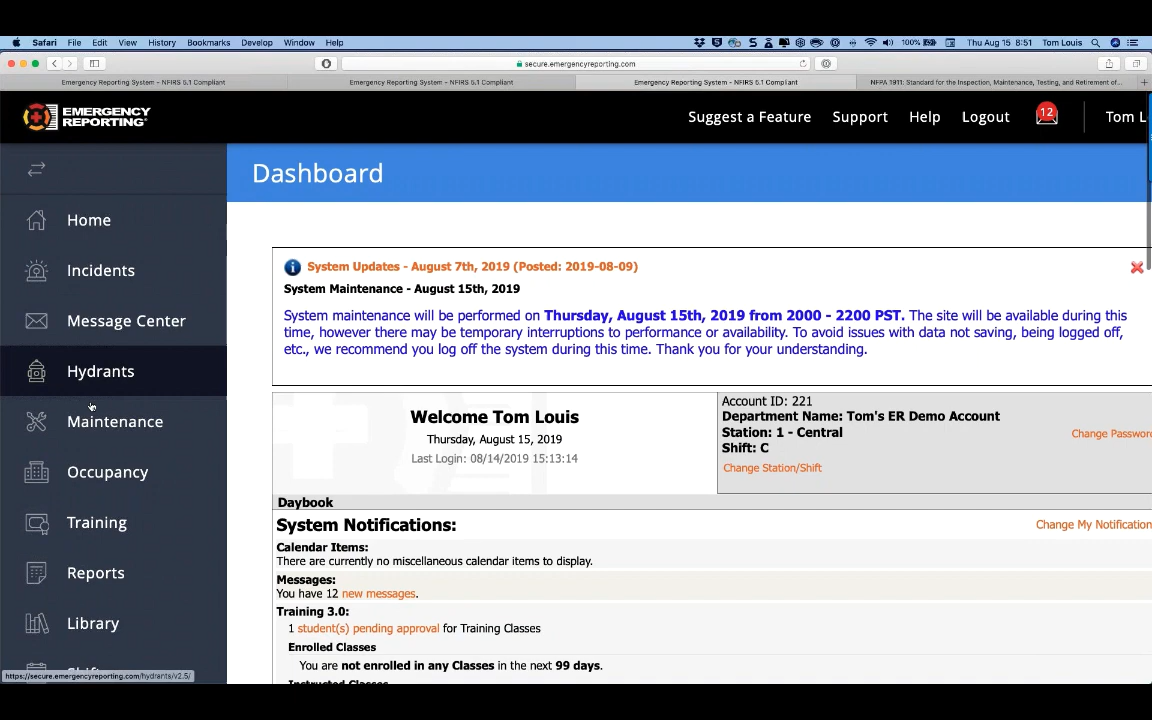 Safari File Edit View History Bookmarks Develop Window Help 100% Thu Aug 15 8:51 Tom Louis
secure.emergencyreporting.com
Emergency Reporting System - NFIRS 5.1 Compliant Emergency Reporting System - NFIRS 5.1 Compliant Emergency Reporting System - NFIRS 5.1 Compliant NFPA 1911: Standard for the Inspection, Maintenance, Testing, and Retirement of...
EMERGENCY
REPORTING
Suggest a Feature Support Help Logout 12 Tom L
Dashboard
Home
Incidents
Message Center
Hydrants
Maintenance
Occupancy
Training
Reports
Library
https://secure.emergencyreporting.com/hydrants/v2.5/
System Updates - August 7th, 2019 (Posted: 2019-08-09)
System Maintenance - August 15th, 2019
System maintenance will be performed on Thursday, August 15th, 2019 from 2000 - 2200 PST. The site will be available during this
time, however there may be temporary interruptions to performance or availability. To avoid issues with data not saving, being logged off,
etc., we recommend you log off the system during this time. Thank you for your understanding.
Welcome Tom Louis
Thursday, August 15, 2019
Last Login: 08/14/2019 15:13:14
Account ID: 221
Department Name: Tom's ER Demo Account
Station: 1 - Central
Shift: C
Change Password
Change Station/Shift
Daybook
System Notifications:
Change My Notification
Calendar Items:
There are currently no miscellaneous calendar items to display.
Messages:
You have 12 new messages.
Training 3.0:
1 student(s) pending approval for Training Classes
Enrolled Classes
You are not enrolled in any Classes in the next 99 days.
Instructed Classes